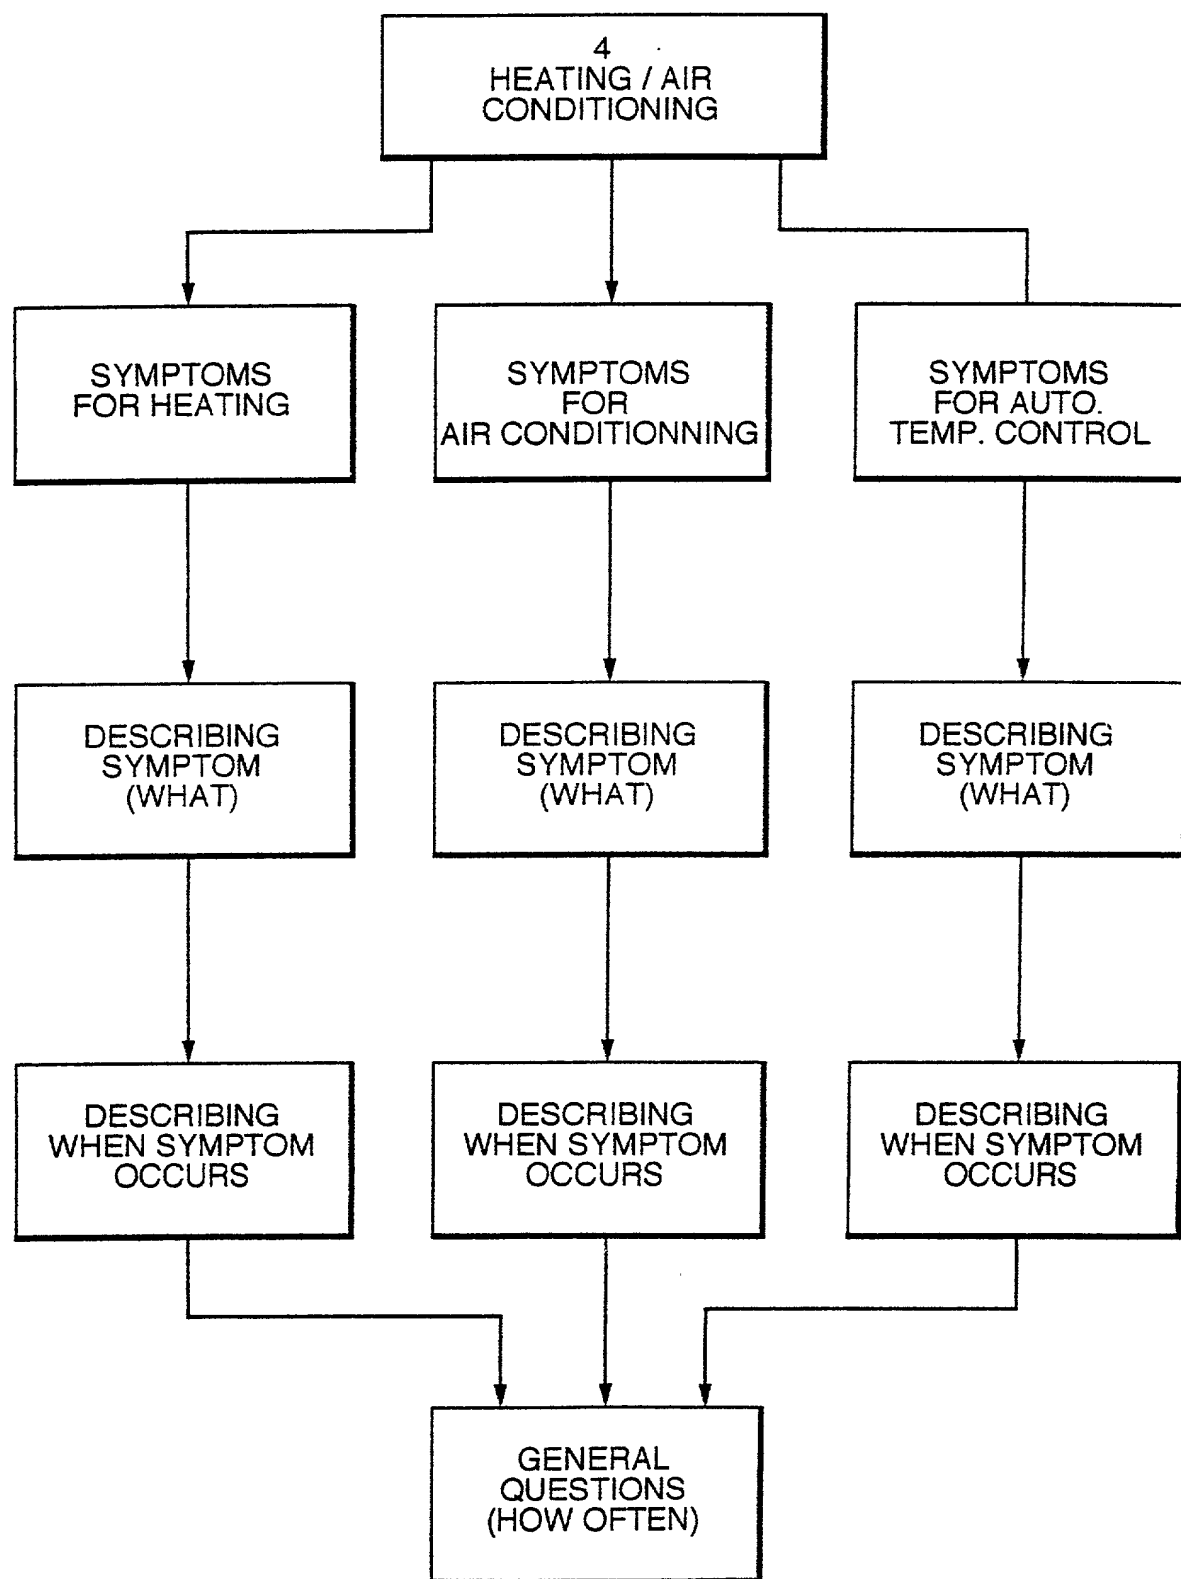 4
HEATING / AIR
CONDITIONING
SYMPTOMS
FOR HEATING
SYMPTOMS
FOR
AIR CONDITIONNING
SYMPTOMS
FOR AUTO.
TEMP. CONTROL
DESCRIBING
SYMPTOM
(WHAT)
DESCRIBING
SYMPTOM
(WHAT)
DESCRIBING
SYMPTOM
(WHAT)
DESCRIBING
WHEN SYMPTOM
OCCURS
DESCRIBING
WHEN SYMPTOM
OCCURS
DESCRIBING
WHEN SYMPTOM
OCCURS
GENERAL
QUESTIONS
(HOW OFTEN)